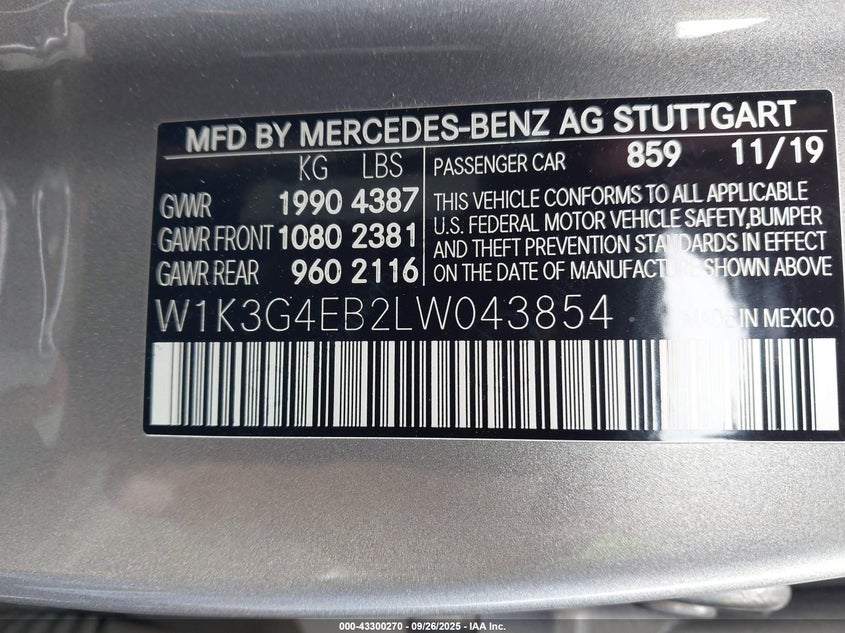 MFD BY MERCEDES-BENZ AG STUTTGART
KG LBS
GVWR 1990 4387
GAWR FRONT 1080 2381
GAWR REAR 960 2116
PASSENGER CAR 859 11/19
THIS VEHICLE CONFORMS TO ALL APPLICABLE
U.S. FEDERAL MOTOR VEHICLE SAFETY,BUMPER
AND THEFT PREVENTION STANDARDS IN EFFECT
ON THE DATE OF MANUFACTURE SHOWN ABOVE
W1K3G4EB2LW043854
MADE IN MEXICO
000-43300270 - 09/26/2025 - IAA Inc.